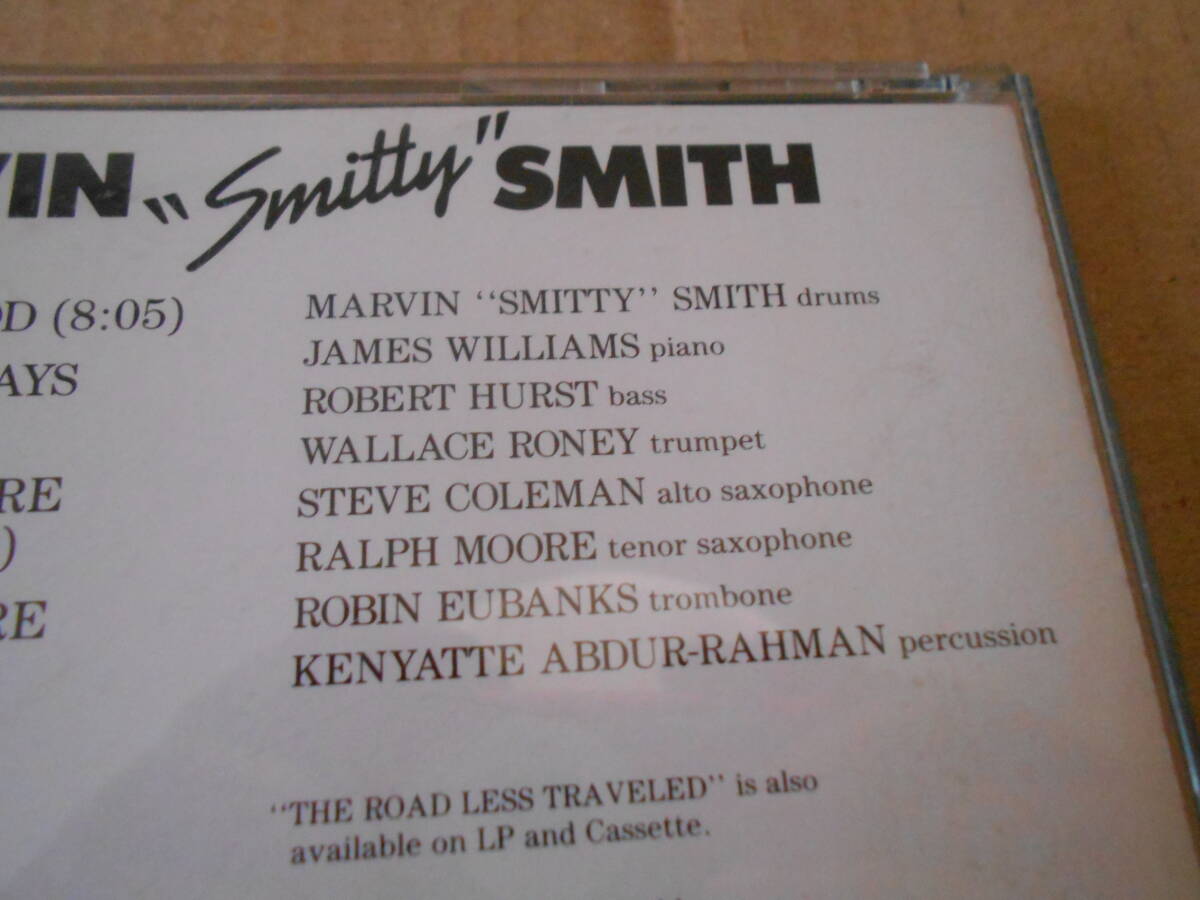 VIN "Smitty" SMITH
OD (8:05)
AYS
RE
)
RE
MARVIN "SMITTY" SMITH drums
JAMES WILLIAMS piano
ROBERT HURST bass
WALLACE RONEY trumpet
STEVE COLEMAN alto saxophone
RALPH MOORE tenor saxophone
ROBIN EUBANKS trombone
KENYATTE ABDUR-RAHMAN percussion
"THE ROAD LESS TRAVELED" is also
available on LP and Cassette.